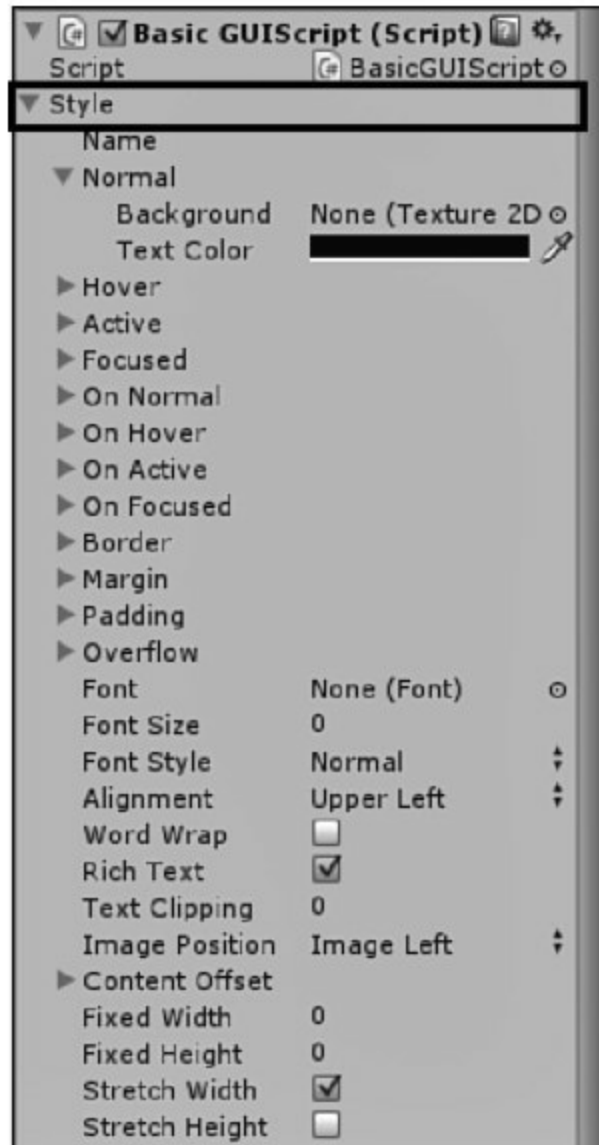 Basic GUIScript (Script)
Script BasicGUIScript
Style
Name
Normal
Background None (Texture 2D
Text Color
Hover
Active
Focused
On Normal
On Hover
On Active
On Focused
Border
Margin
Padding
Overflow
Font None (Font)
Font Size 0
Font Style Normal
Alignment Upper Left
Word Wrap
Rich Text
Text Clipping 0
Image Position Image Left
Content Offset
Fixed Width 0
Fixed Height 0
Stretch Width
Stretch Height